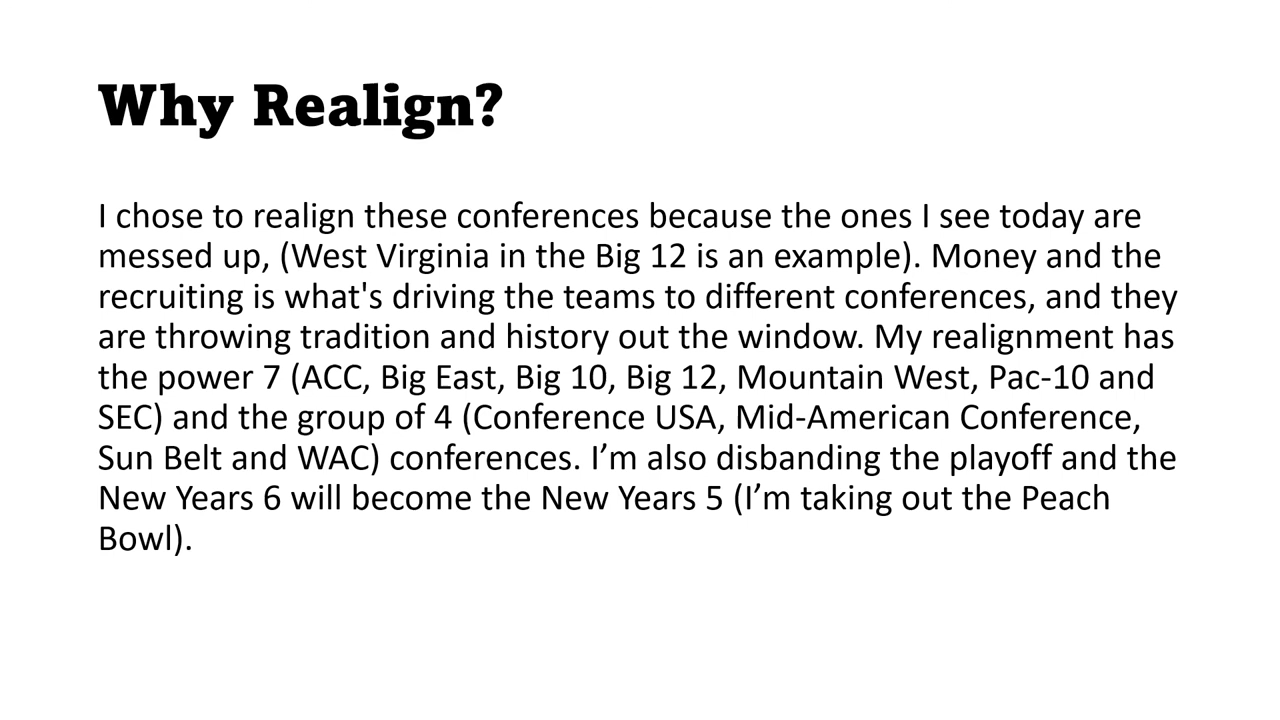 Why Realign?
I chose to realign these conferences because the ones I see today are
messed up, (West Virginia in the Big 12 is an example). Money and the
recruiting is what's driving the teams to different conferences, and they
are throwing tradition and history out the window. My realignment has
the power 7 (ACC, Big East, Big 10, Big 12, Mountain West, Pac-10 and
SEC) and the group of 4 (Conference USA, Mid-American Conference,
Sun Belt and WAC) conferences. I’m also disbanding the playoff and the
New Years 6 will become the New Years 5 (I’m taking out the Peach
Bowl).